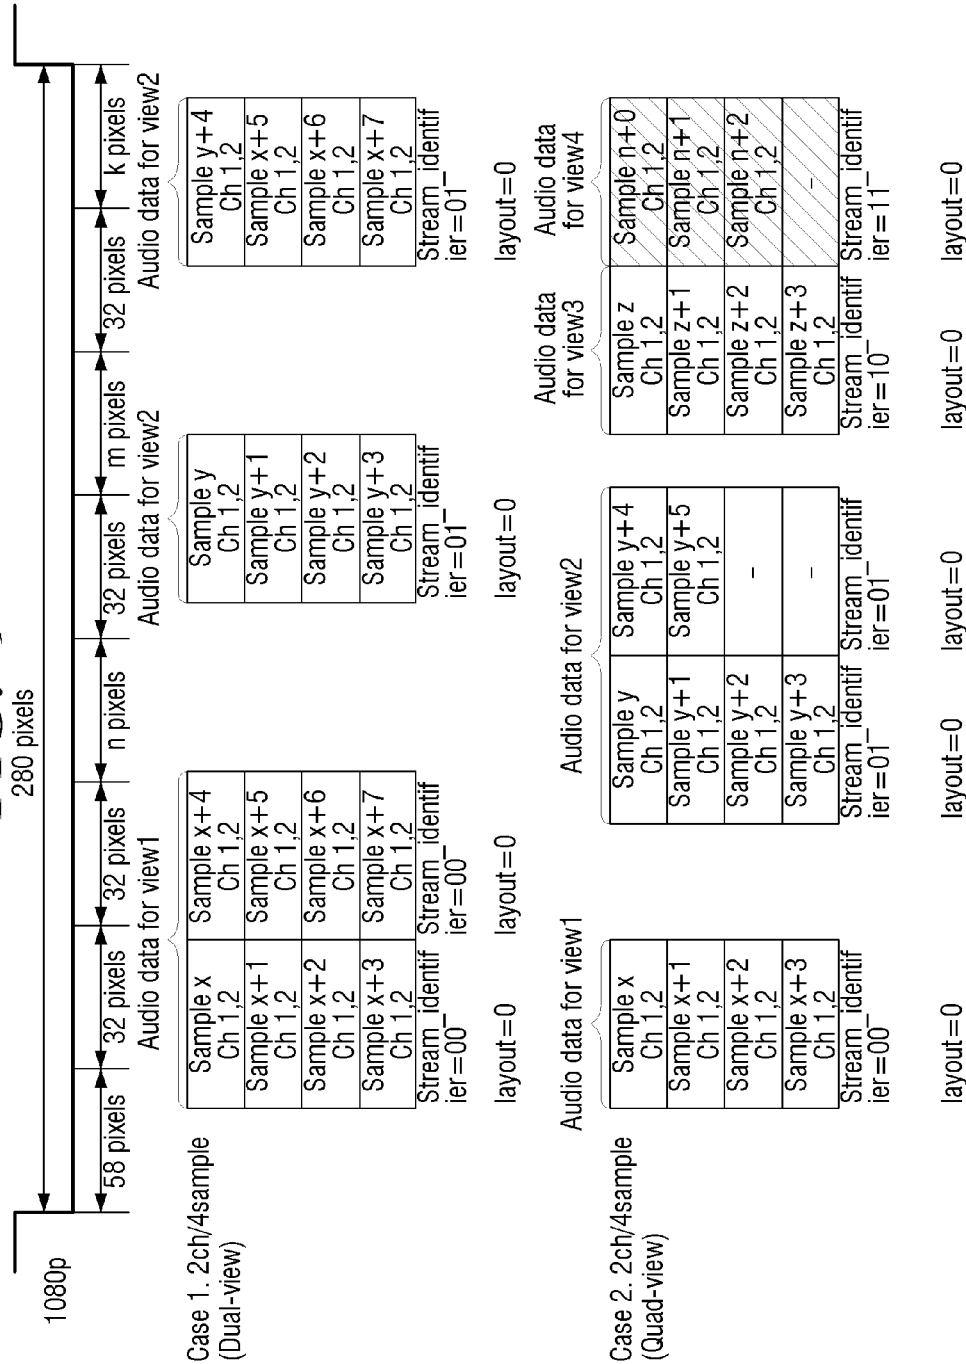 280 pixels
1080p
58 pixels
32 pixels
32 pixels
n pixels
32 pixels
m pixels
32 pixels
k pixels
Case 1. 2ch/4sample
(Dual-view)
Audio data for view1
Sample x
Ch 1,2
Sample x+1
Ch 1,2
Sample x+2
Ch 1,2
Sample x+3
Ch 1,2
Stream_identif
ier=00
layout=0
Sample x+4
Ch 1,2
Sample x+5
Ch 1,2
Sample x+6
Ch 1,2
Sample x+7
Ch 1,2
Stream_identif
ier=00
layout=0
Audio data for view2
Sample y
Ch 1,2
Sample y+1
Ch 1,2
Sample y+2
Ch 1,2
Sample y+3
Ch 1,2
Stream_identif
ier=01
layout=0
Audio data for view2
Sample y+4
Ch 1,2
Sample x+5
Ch 1,2
Sample x+6
Ch 1,2
Sample x+7
Ch 1,2
Stream_identif
ier=01
layout=0
Case 2. 2ch/4sample
(Quad-view)
Audio data for view1
Sample x
Ch 1,2
Sample x+1
Ch 1,2
Sample x+2
Ch 1,2
Sample x+3
Ch 1,2
Stream_identif
ier=00
layout=0
Audio data for view2
Sample y
Ch 1,2
Sample y+1
Ch 1,2
Sample y+2
Ch 1,2
Sample y+3
Ch 1,2
Stream_identif
ier=01
layout=0
Sample y+4
Ch 1,2
Sample y+5
Ch 1,2
-
-
Stream_identif
ier=01
layout=0
Audio data
for view3
Sample z
Ch 1,2
Sample z+1
Ch 1,2
Sample z+2
Ch 1,2
Sample z+3
Ch 1,2
Stream_identif
ier=10
layout=0
Audio data
for view4
Sample n+0
Ch 1,2
Sample n+1
Ch 1,2
Sample n+2
Ch 1,2
-
Stream_identif
ier=11
layout=0